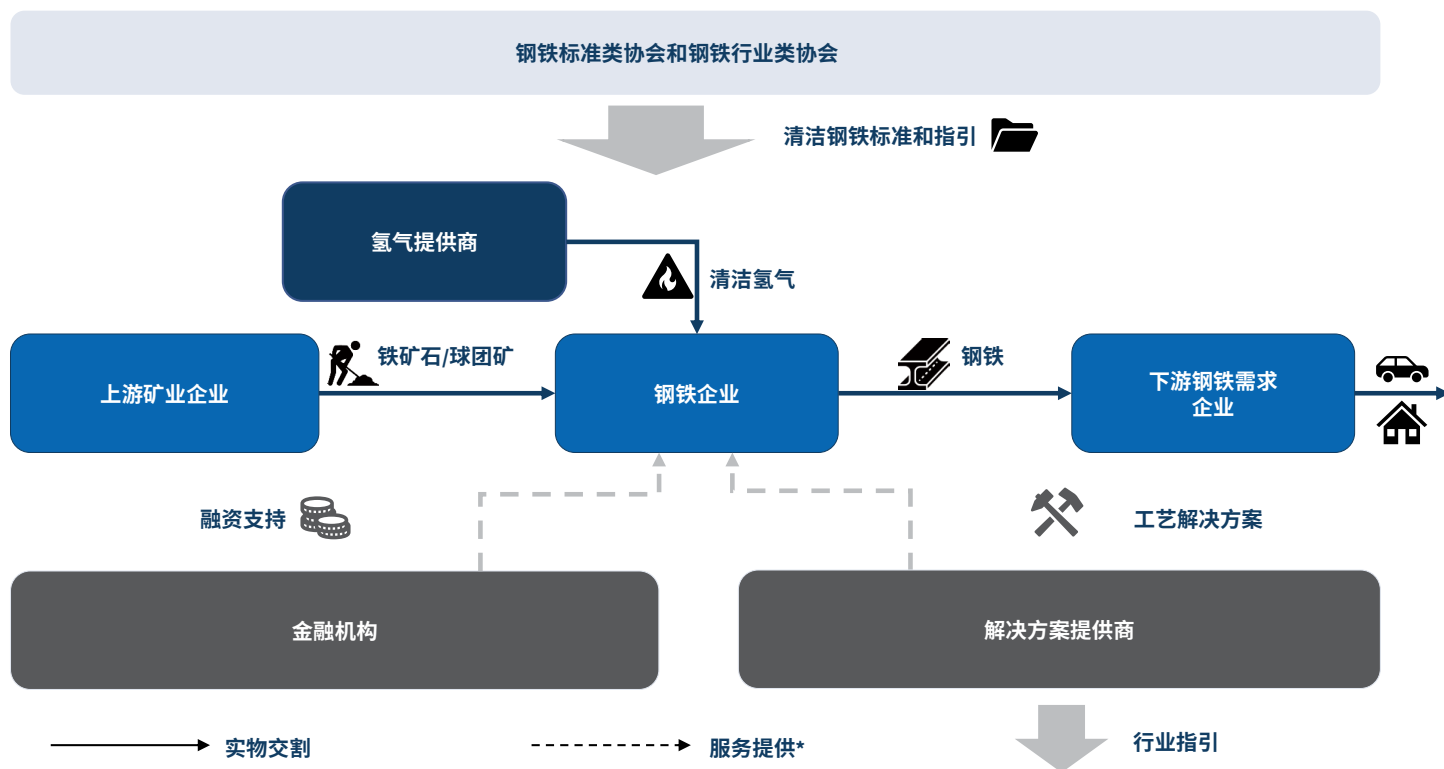 钢铁标准类协会和钢铁行业类协会
清洁钢铁标准和指引
氢气提供商
清洁氢气
铁矿石/球团矿
钢铁
上游矿业企业
钢铁企业
下游钢铁需求
企业
融资支持
工艺解决方案
金融机构
解决方案提供商
实物交割
服务提供*
行业指引